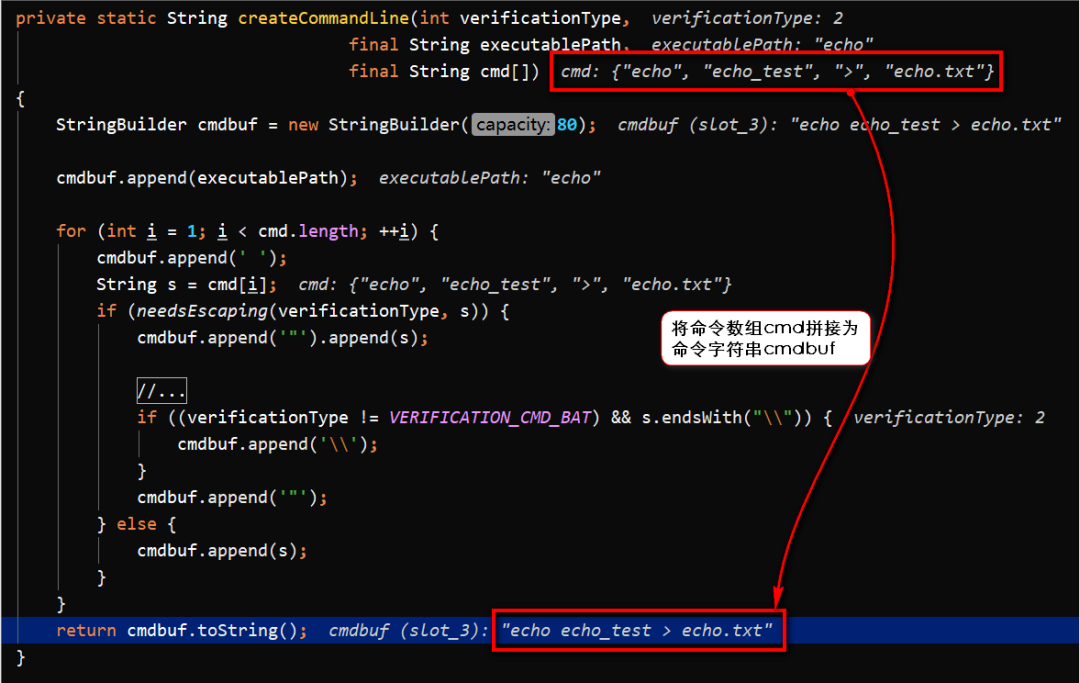 private static String createCommandLine(int verificationType, verificationType: 2
final String executablePath, executablePath: "echo"
final String cmd[]) cmd: {"echo", "echo_test", ">", "echo.txt"}
{
StringBuilder cmdbuf = new StringBuilder( capacity: 80); cmdbuf (slot_3): "echo echo_test > echo.txt"
cmdbuf.append(executablePath); executablePath: "echo"
for (int i = 1; i < cmd.length; ++i) {
cmdbuf.append(' ');
String s = cmd[i]; cmd: {"echo", "echo_test", ">", "echo.txt"}
if (needsEscaping(verificationType, s)) {
cmdbuf.append('"').append(s);
将命令数组cmd拼接为
命令字符串cmdbuf
//...
if ((verificationType != VERIFICATION_CMD_BAT) && s.endsWith("\\")) { verificationType: 2
cmdbuf.append('\\');
}
cmdbuf.append('"');
} else {
cmdbuf.append(s);
}
}
return cmdbuf.toString(); cmdbuf (slot_3): "echo echo_test > echo.txt"
}